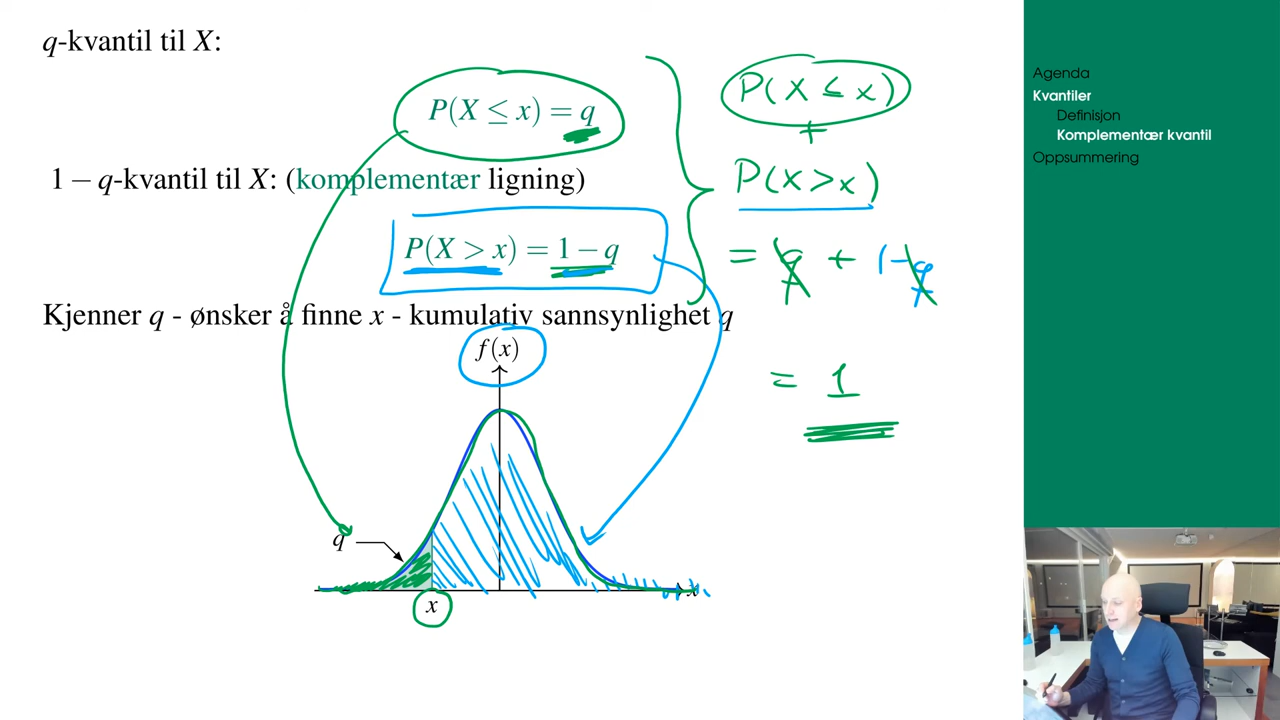 q-kvantil til X:
P(X ≤ x) = q
1 − q-kvantil til X: (komplementær ligning)
P(X > x) = 1 − q
Kjenner q - ønsker å finne x - kumulativ sannsynlighet q
f(x)
q
x
x
P(X ≤ x)
+
P(X > x)
= q + 1 - q
= 1
Agenda
Kvantiler
Definisjon
Komplementær kvantil
Oppsummering